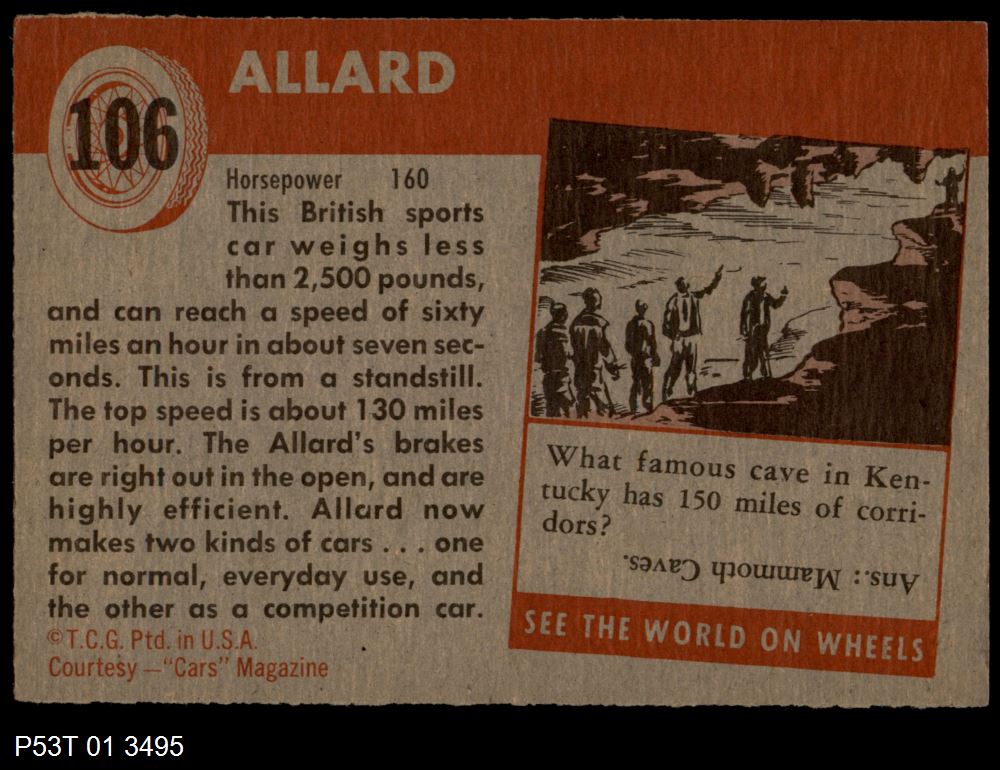 106
ALLARD
Horsepower 160
This British sports
car weighs less
than 2,500 pounds,
and can reach a speed of sixty
miles an hour in about seven sec-
onds. This is from a standstill.
The top speed is about 130 miles
per hour. The Allard's brakes
are right out in the open, and are
highly efficient. Allard now
makes two kinds of cars . . . one
for normal, everyday use, and
the other as a competition car.
©T.C.G. Ptd. in U.S.A.
Courtesy—"Cars" Magazine
What famous cave in Ken-
tucky has 150 miles of corri-
dors?
Ans.: Mammoth Caves.
SEE THE WORLD ON WHEELS
P53T 01 3495